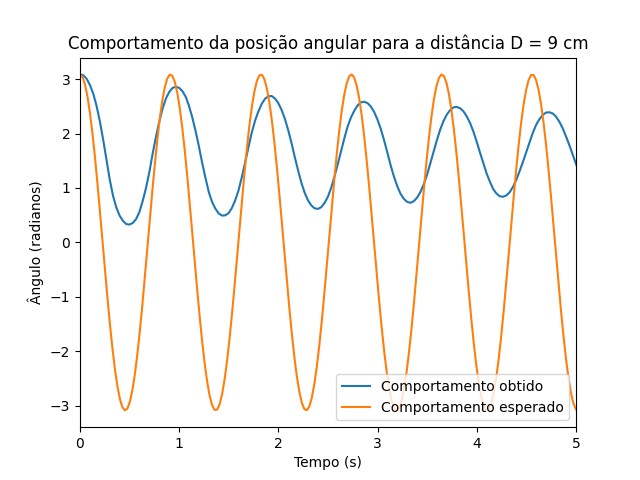 Comportamento da posição angular para a distância D = 9 cm
Ângulo (radianos)
3
2
1
0
−1
−2
−3
0
1
2
3
4
5
Tempo (s)
Comportamento obtido
Comportamento esperado